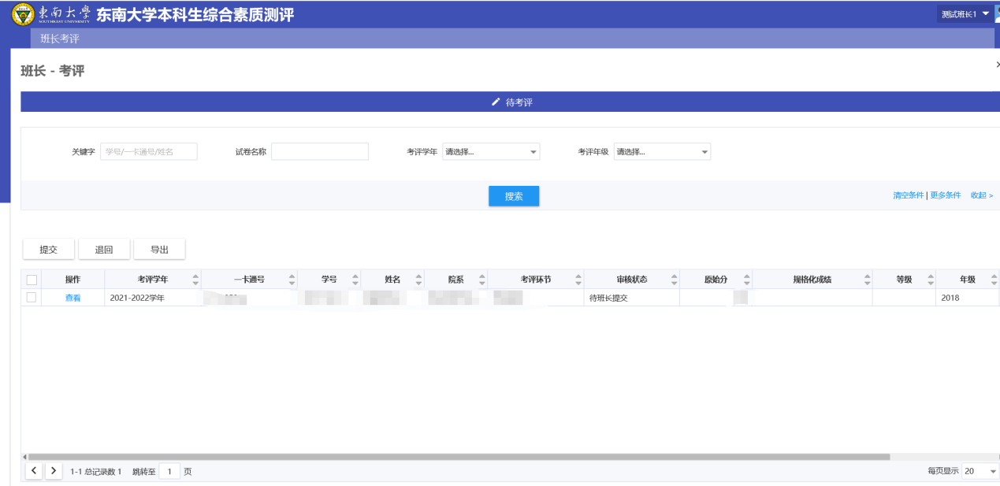 東南大學 东南大学本科生综合素质测评 测试班长1
SOUTHEAST UNIVERSITY
班长考评
班长 - 考评
待考评
关键字 学号/一卡通号/姓名 试卷名称 考评学年 请选择... 考评年级 请选择...
搜索 清空条件 | 更多条件 收起 >
提交 退回 导出
操作 考评学年 一卡通号 学号 姓名 院系 考评环节 审核状态 原始分 规格化成绩 等级 年级
查看 2021-2022学年 待班长提交 2018
1-1 总记录数 1 跳转至 1 页 每页显示 20